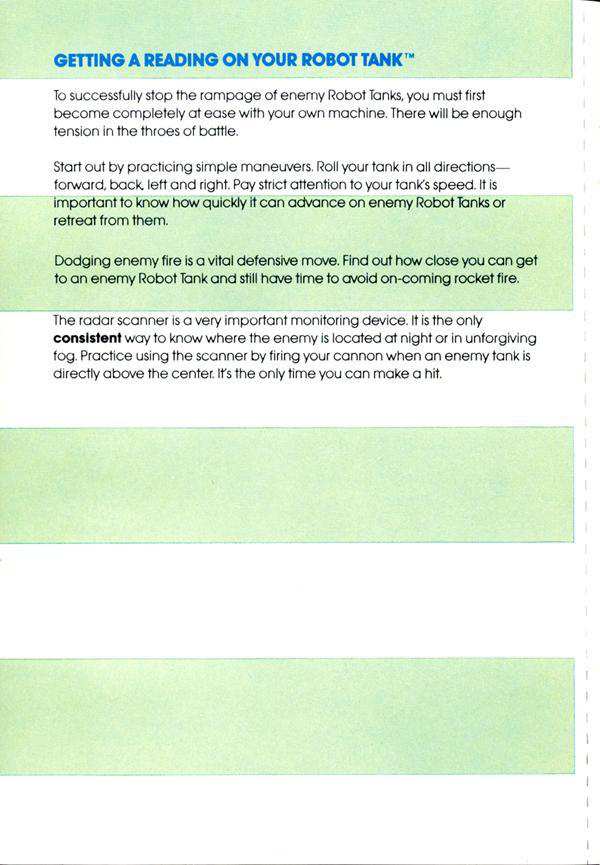 GETTING A READING ON YOUR ROBOT TANK™
To successfully stop the rampage of enemy Robot Tanks, you must first
become completely at ease with your own machine. There will be enough
tension in the throes of battle.
Start out by practicing simple maneuvers. Roll your tank in all directions—
forward, back, left and right. Pay strict attention to your tank's speed. It is
important to know how quickly it can advance on enemy Robot Tanks or
retreat from them.
Dodging enemy fire is a vital defensive move. Find out how close you can get
to an enemy Robot Tank and still have time to avoid on-coming rocket fire.
The radar scanner is a very important monitoring device. It is the only
consistent way to know where the enemy is located at night or in unforgiving
fog. Practice using the scanner by firing your cannon when an enemy tank is
directly above the center. It's the only time you can make a hit.